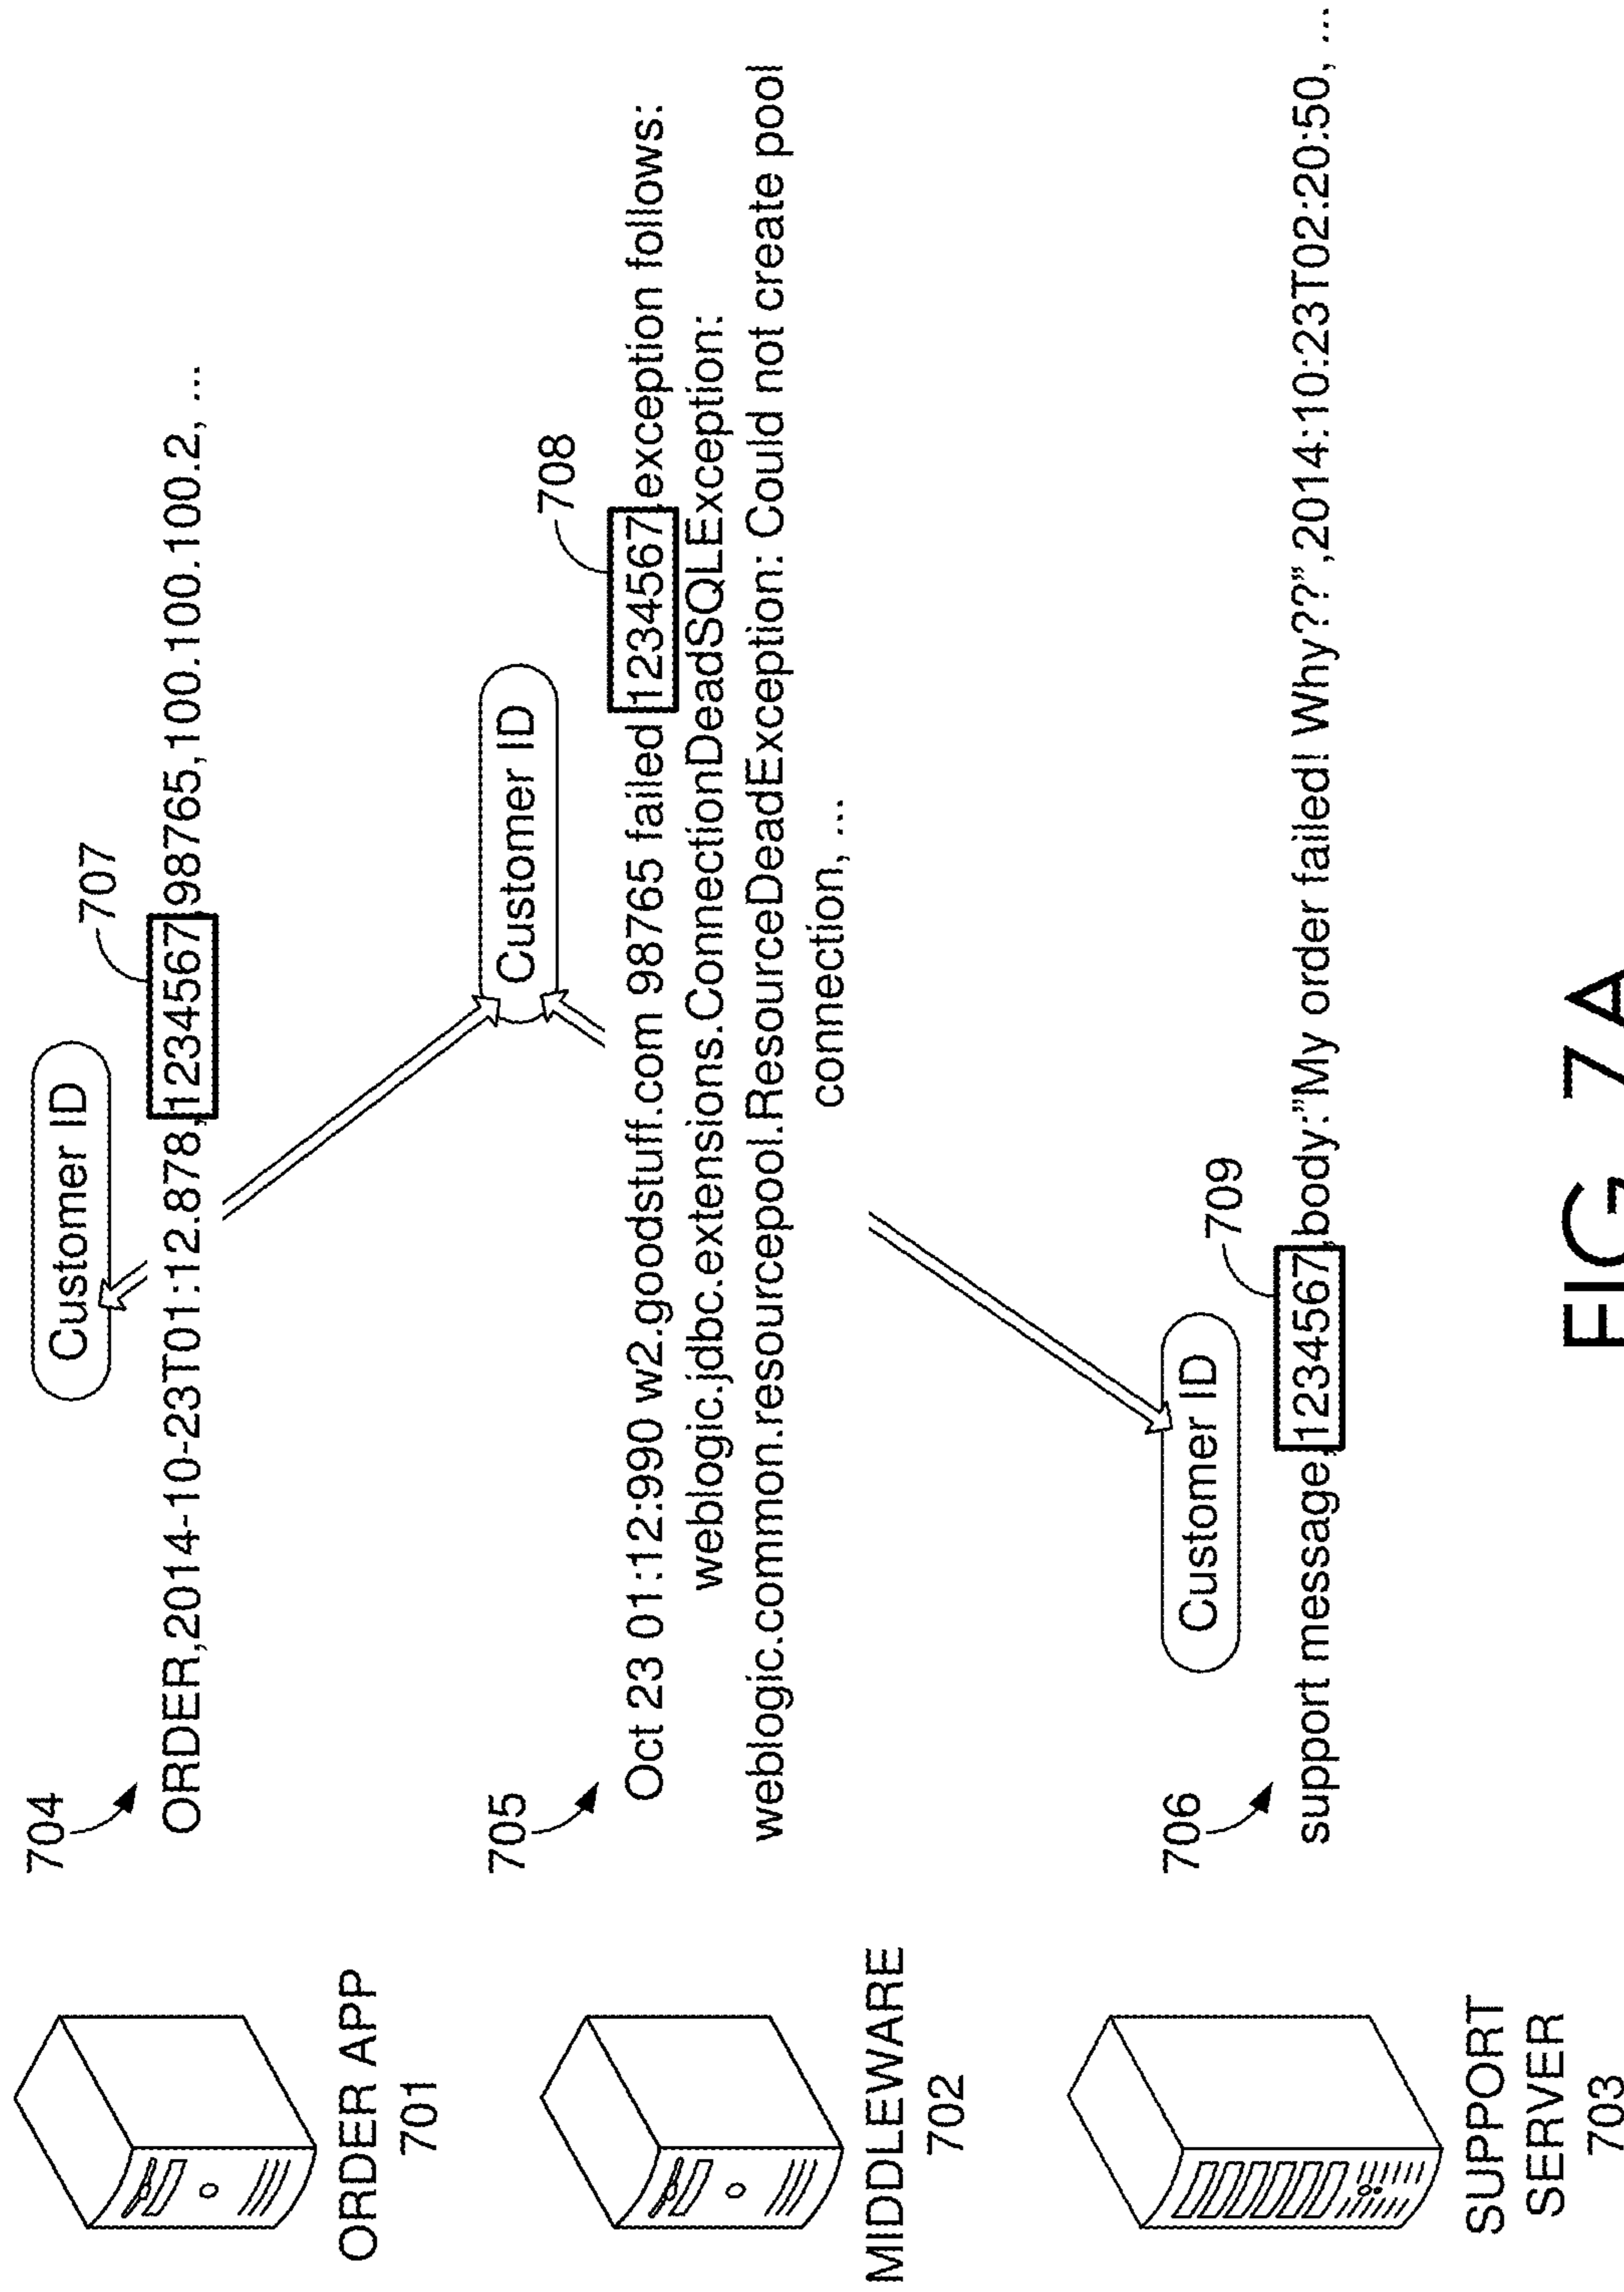 704
Customer ID
707
ORDER,2014-10-23T01:12.878,1234567,98765,100.100.100.2, ...
ORDER APP
701
705
Customer ID
708
Oct 23 01:12:990 w2.goodstuff.com 98765 failed 1234567,exception follows:
weblogic.jdbc.extensions.ConnectionDeadSQLException:
weblogic.common.resourcepool.ResourceDeadException: Could not create pool
connection, ...
MIDDLEWARE
702
706
Customer ID
709
support message,1234567,body:"My order failed! Why??",2014:10:23T02:20:50, ...
SUPPORT
SERVER
703
FIG. 7A